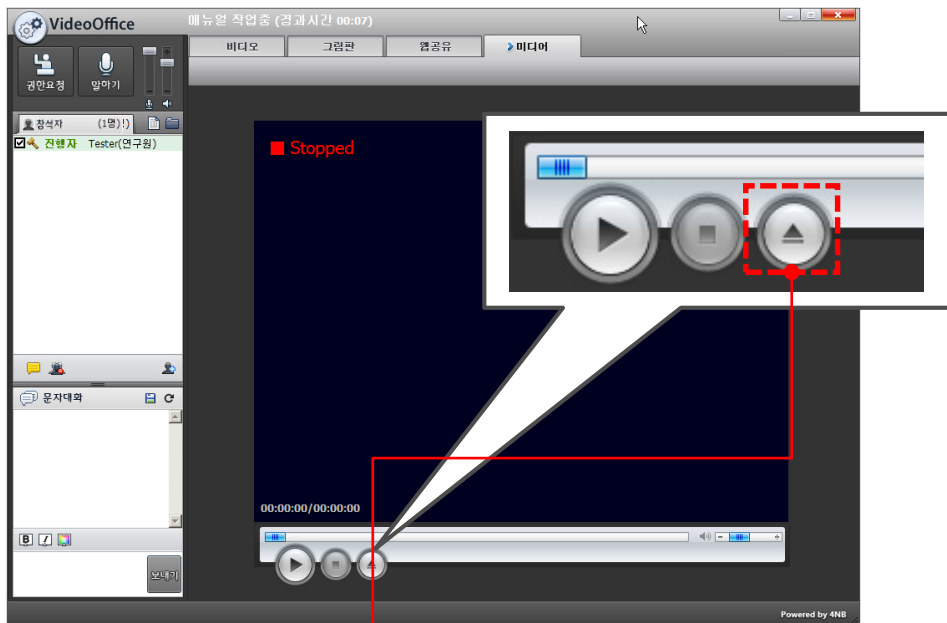 VideoOffice
메뉴얼 작업중 (경과시간 00:07)
비디오
그림판
웹공유
미디어
권한요청
말하기
참석자 (1명)!)
진행자 Tester(연구원)
Stopped
문자대화
00:00:00/00:00:00
B I
보내기
Powered by 4NB